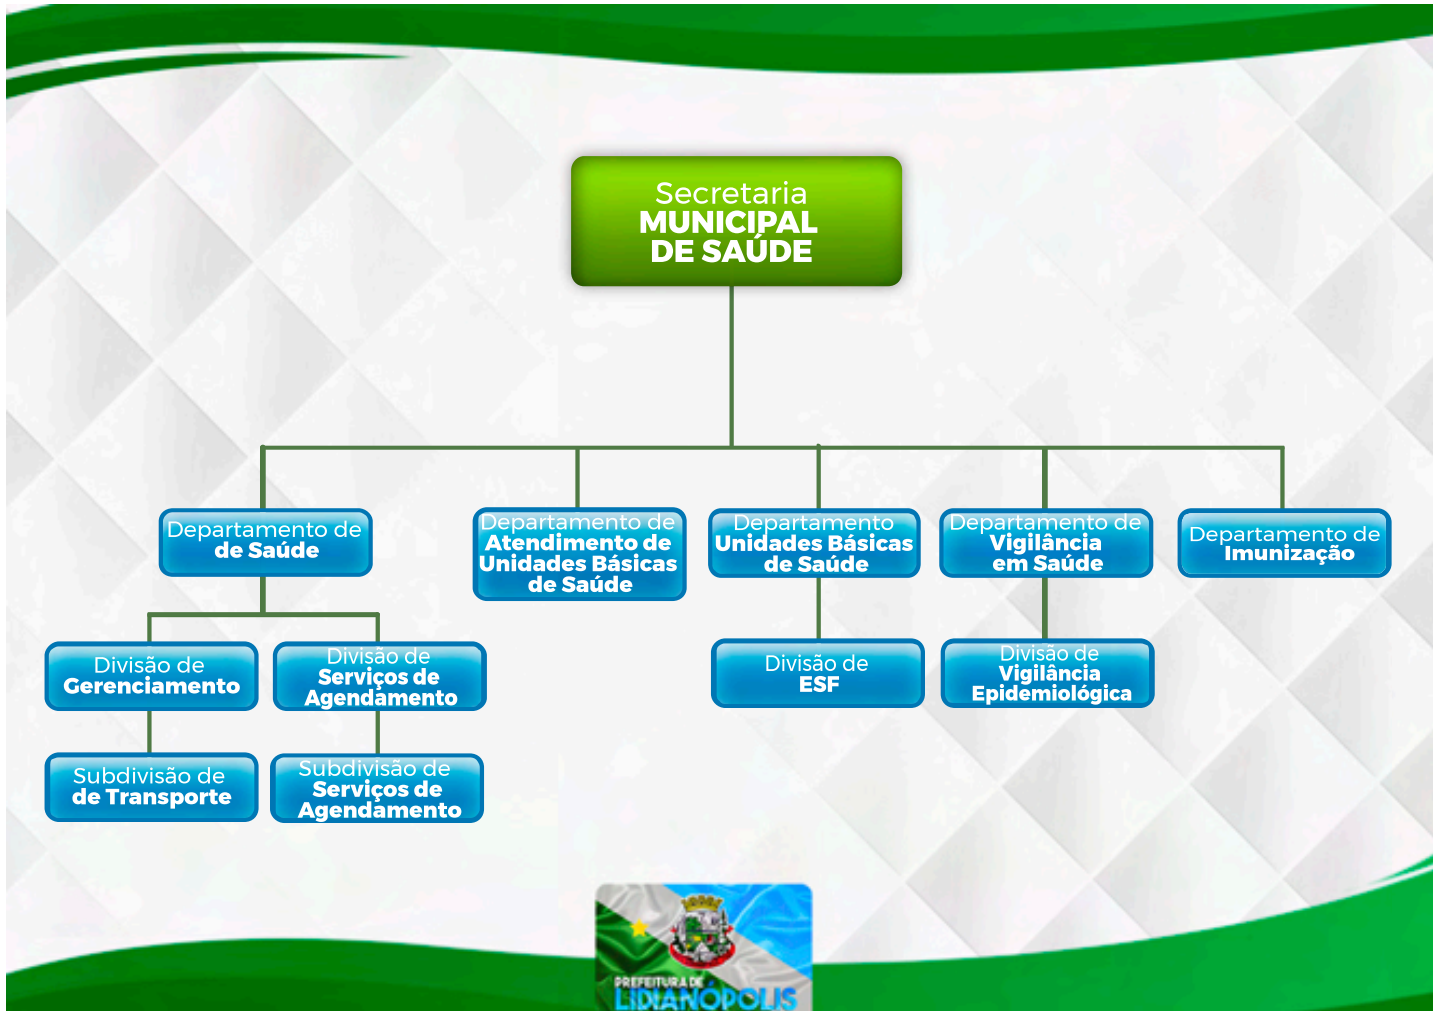 Secretaria
MUNICIPAL
DE SAÚDE
Departamento de
de Saúde
Departamento de
Atendimento de
Unidades Básicas
de Saúde
Departamento
Unidades Básicas
de Saúde
Departamento de
Vigilância
em Saúde
Departamento de
Imunização
Divisão de
Gerenciamento
Divisão de
Serviços de
Agendamento
Divisão de
ESF
Divisão de
Vigilância
Epidemiológica
Subdivisão de
de Transporte
Subdivisão de
Serviços de
Agendamento
PREFEITURA DE
LIDIANÓPOLIS